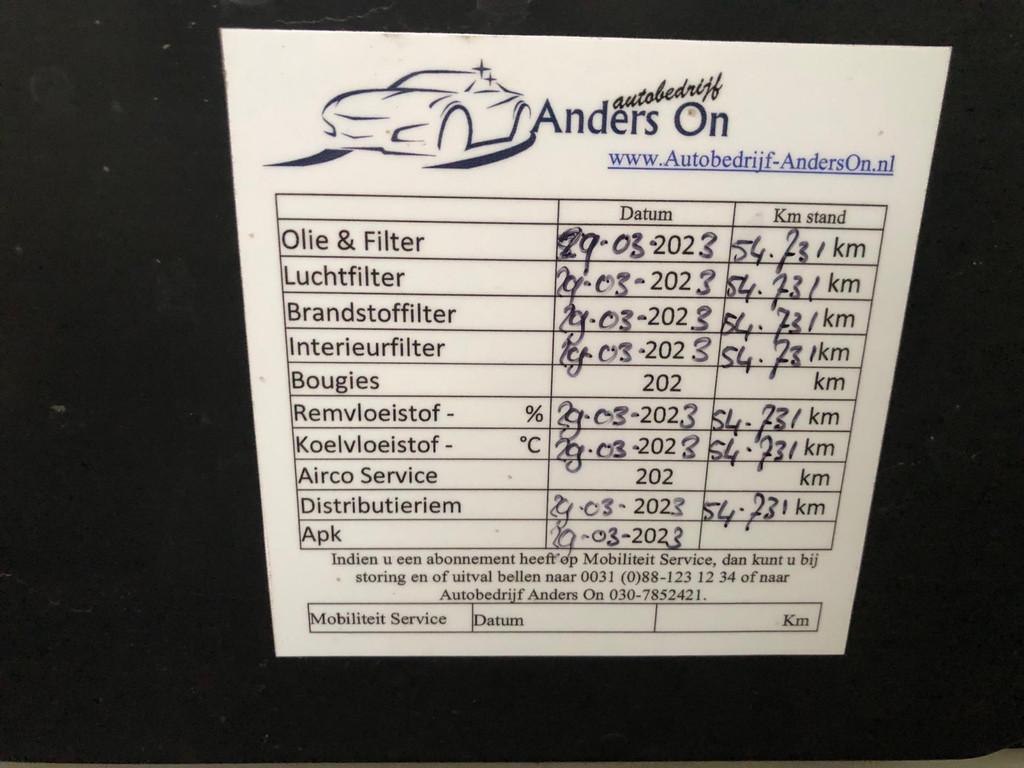 autobedrijf
Anders On
www.Autobedrijf-AndersOn.nl
Datum Km stand
Olie & Filter 29-03-2023 54.731 km
Luchtfilter 29-03-2023 54.731 km
Brandstoffilter 29-03-2023 54.731 km
Interieurfilter 29-03-2023 54.731 km
Bougies 202 km
Remvloeistof - % 29-03-2023 54.731 km
Koelvloeistof - °C 29-03-2023 54.731 km
Airco Service 202 km
Distributieriem 29-03-2023 54.731 km
Apk 29-03-2023
Indien u een abonnement heeft op Mobiliteit Service, dan kunt u bij
storing en of uitval bellen naar 0031 (0)88-123 12 34 of naar
Autobedrijf Anders On 030-7852421.
Mobiliteit Service Datum Km